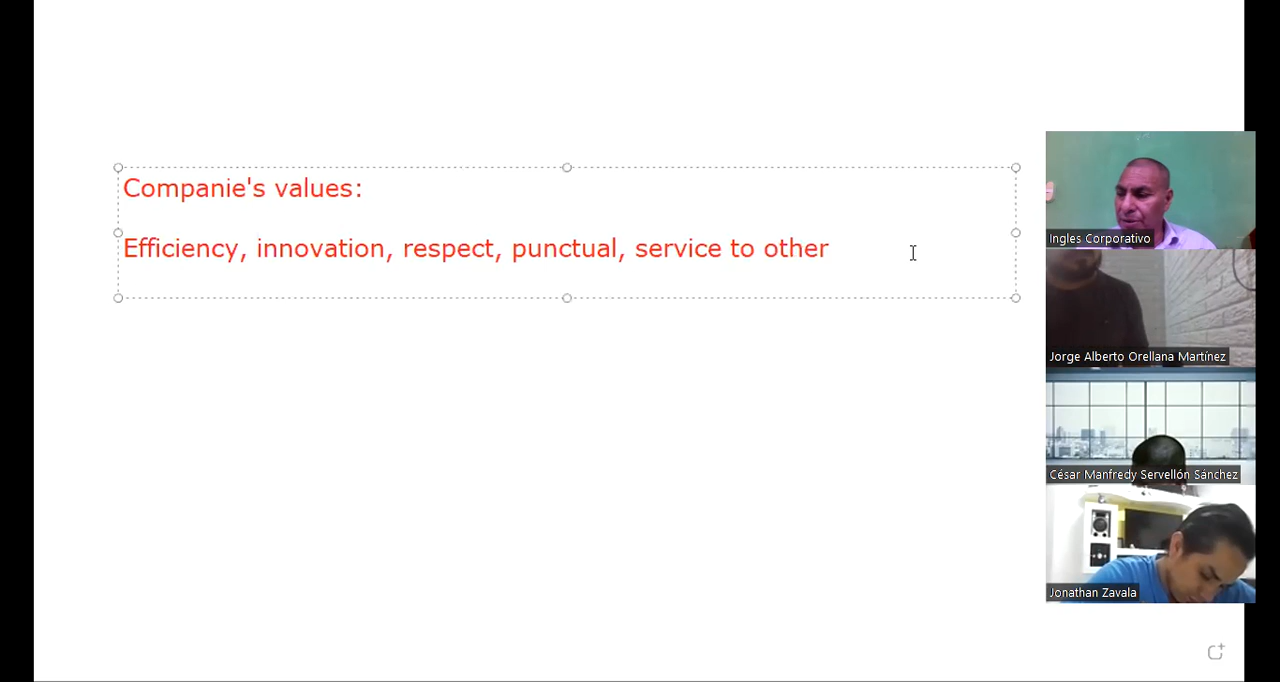 Companie's values:
Efficiency, innovation, respect, punctual, service to other
Ingles Corporativo
Jorge Alberto Orellana Martínez
César Manfredy Servellón Sánchez
Jonathan Zavala